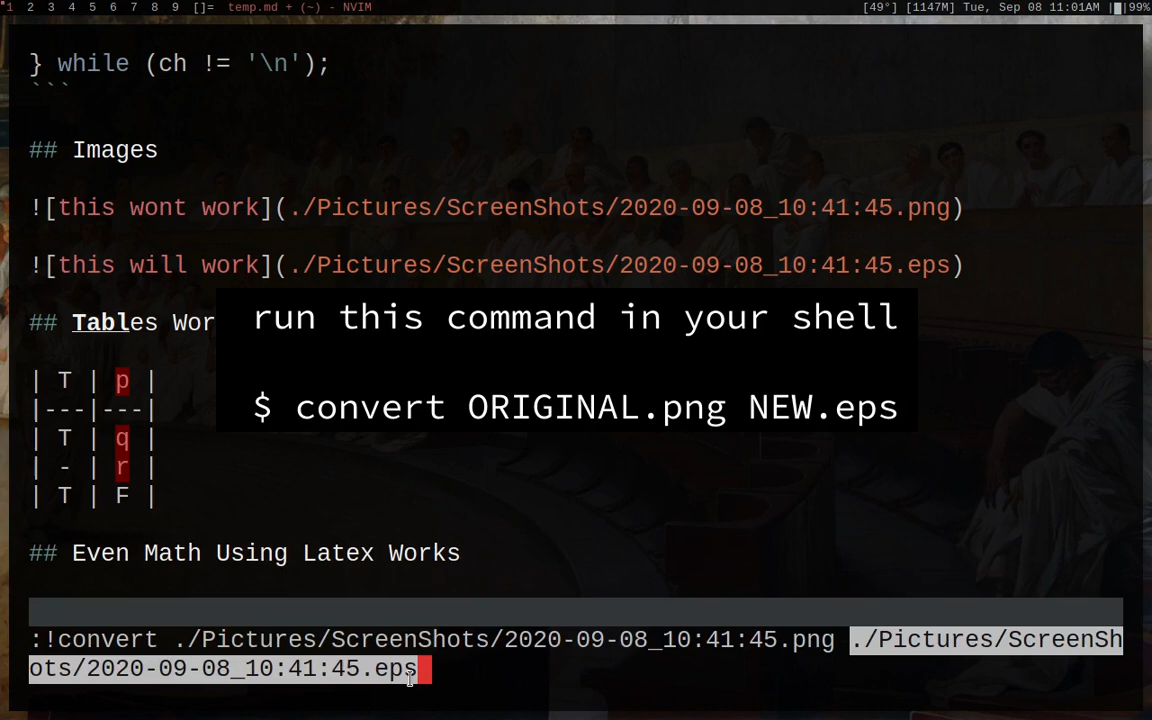 1 2 3 4 5 6 7 8 9 []= temp.md + (~) - NVIM [49°] [1147M] Tue, Sep 08 11:01AM | |99%
} while (ch != '\n');
```
## Images
![this wont work](./Pictures/ScreenShots/2020-09-08_10:41:45.png)
![this will work](./Pictures/ScreenShots/2020-09-08_10:41:45.eps)
## Tables Wor
run this command in your shell
$ convert ORIGINAL.png NEW.eps
| T | p |
|---|---|
| T | q |
| - | r |
| T | F |
## Even Math Using Latex Works
:!convert ./Pictures/ScreenShots/2020-09-08_10:41:45.png ./Pictures/ScreenSh
ots/2020-09-08_10:41:45.eps